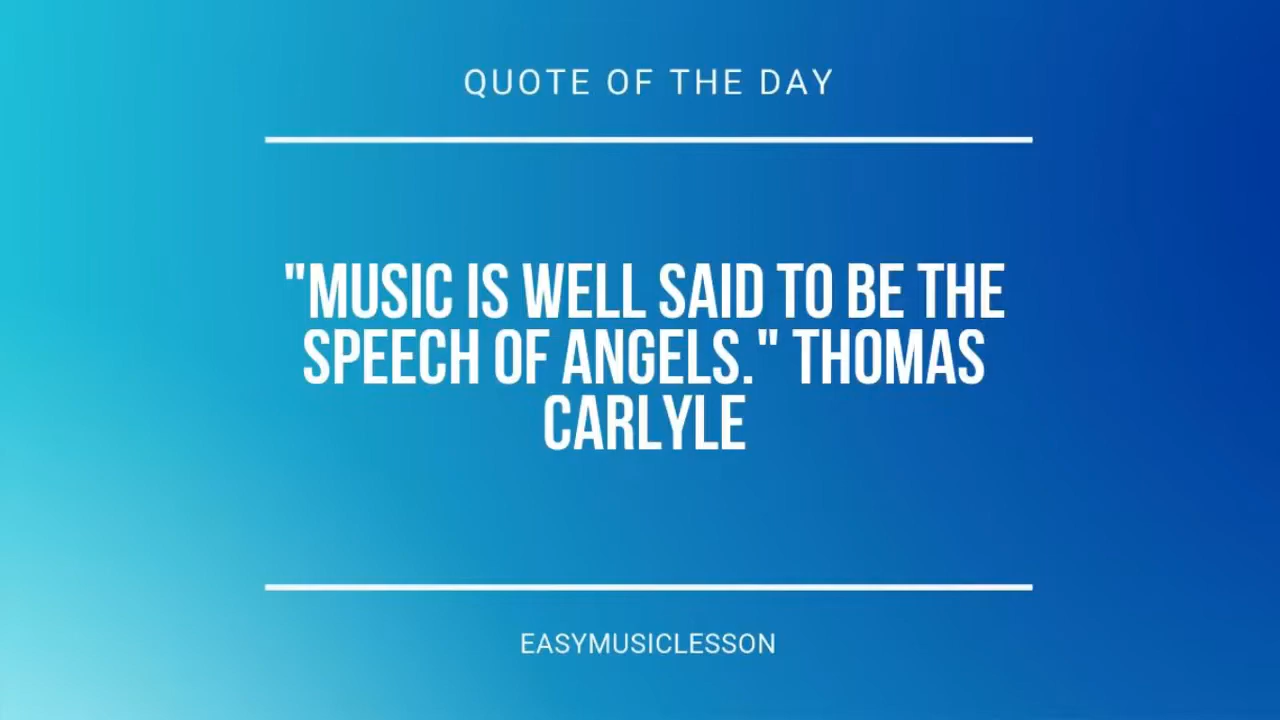 QUOTE OF THE DAY
"MUSIC IS WELL SAID TO BE THE
SPEECH OF ANGELS." THOMAS
CARLYLE
EASYMUSICLESSON